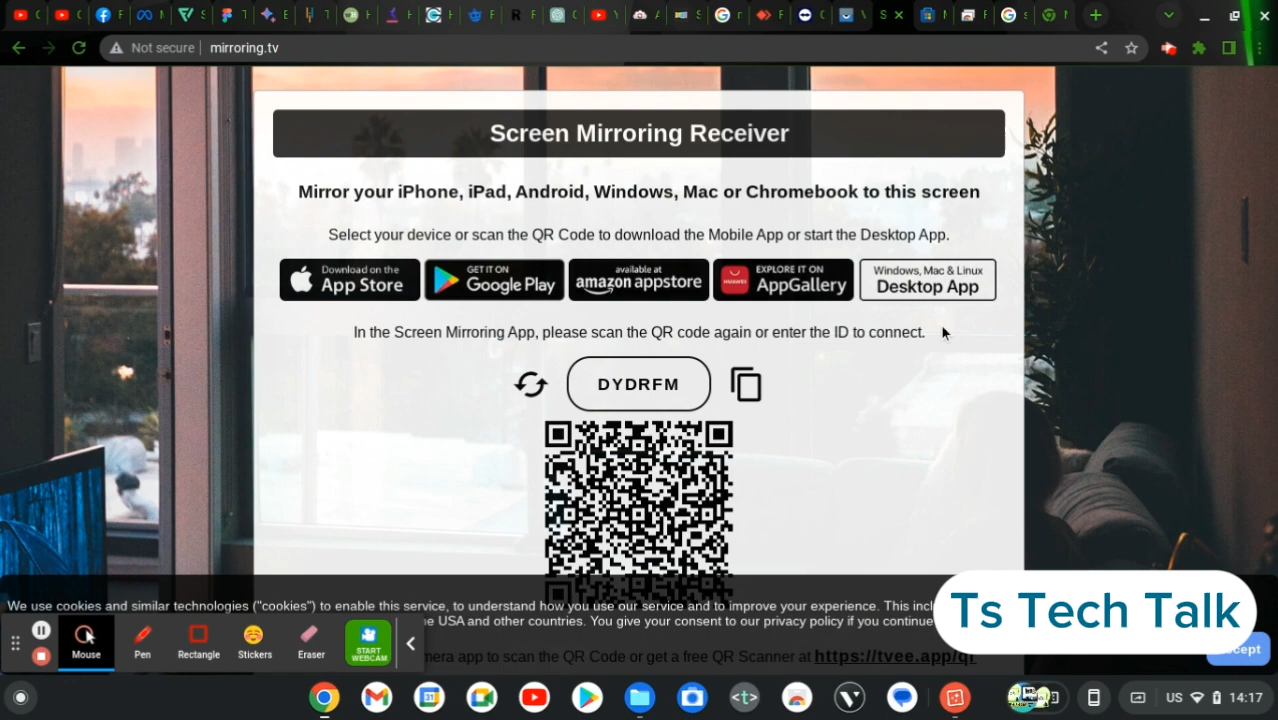 Not secure
mirroring.tv
Screen Mirroring Receiver
Mirror your iPhone, iPad, Android, Windows, Mac or Chromebook to this screen
Select your device or scan the QR Code to download the Mobile App or start the Desktop App.
Download on the
App Store
GET IT ON
Google Play
available at
amazon appstore
HUAWEI
EXPLORE IT ON
AppGallery
Windows, Mac & Linux
Desktop App
In the Screen Mirroring App, please scan the QR code again or enter the ID to connect.
DYDRFM
We use cookies and similar technologies ("cookies") to enable this service, to understand how you use our service and to improve your experience. This
USA and other countries. You give your consent to our privacy policy if you continue
app to scan the QR Code or get a free QR Scanner at https://tvee.app/qr
Ts Tech Talk
Mouse
Pen
Rectangle
Stickers
Eraser
START
WEBCAM
US
14:17